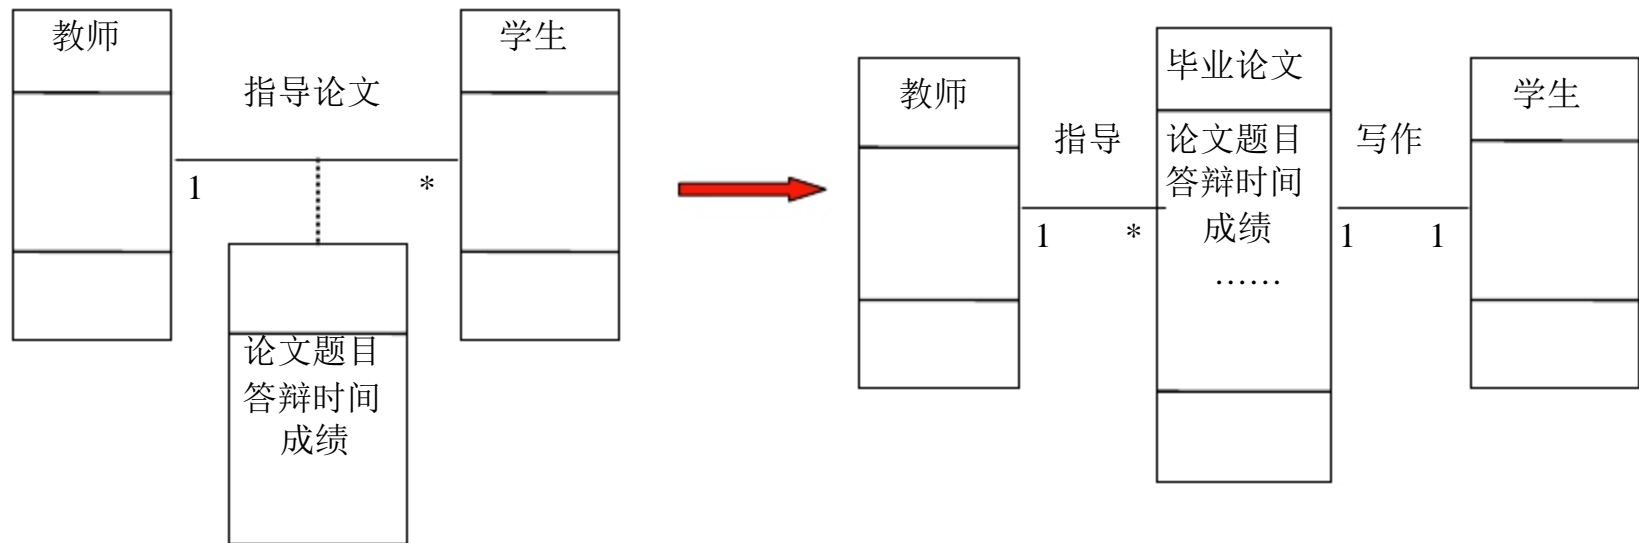 教师
学生
指导论文
1
*
论文题目
答辩时间
成绩
教师
指导
1
*
毕业论文
论文题目
答辩时间
成绩
……
写作
1
1
学生